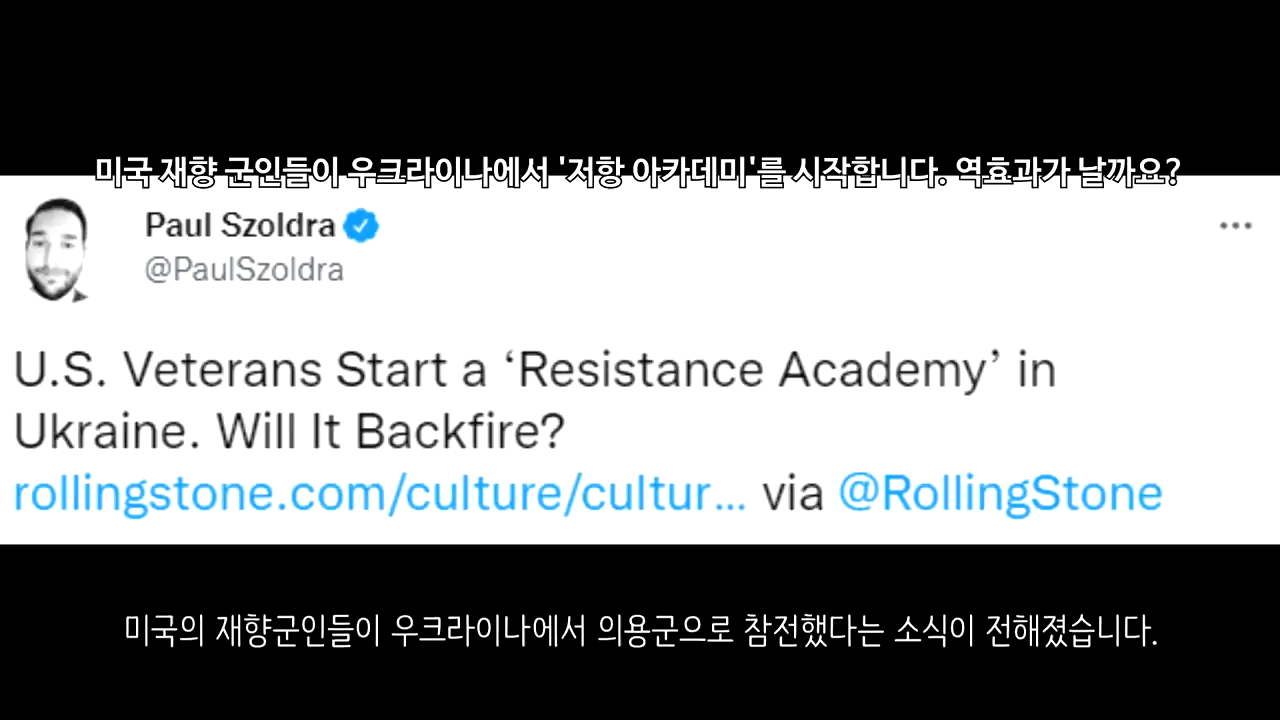 미국 재향 군인들이 우크라이나에서 '저항 아카데미'를 시작합니다. 역효과가 날까요?
Paul Szoldra
@PaulSzoldra
U.S. Veterans Start a ‘Resistance Academy’ in
Ukraine. Will It Backfire?
rollingstone.com/culture/cultur… via @RollingStone
미국의 재향군인들이 우크라이나에서 의용군으로 참전했다는 소식이 전해졌습니다.